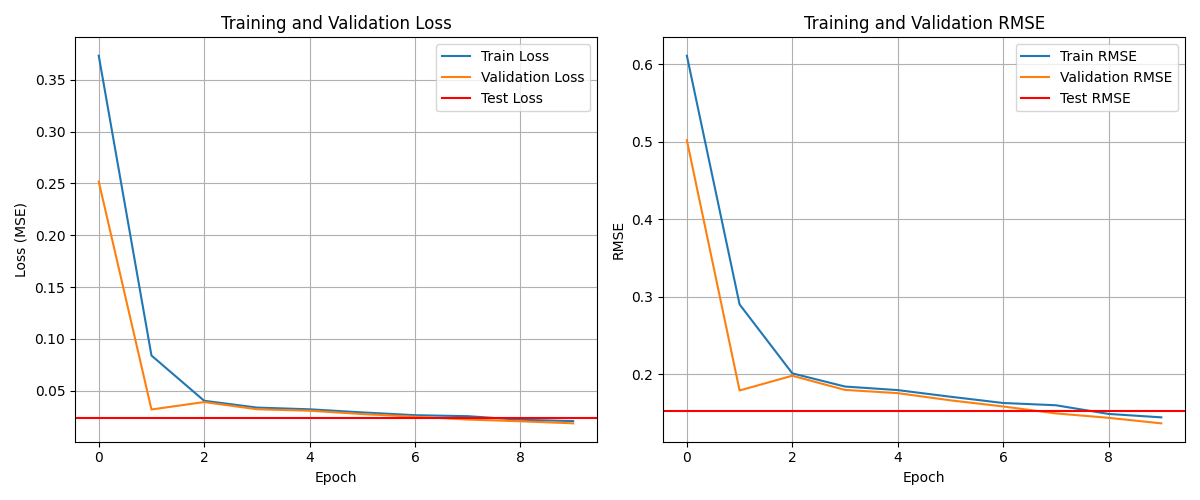 Training and Validation Loss
Train Loss
Validation Loss
Test Loss
Loss (MSE)
0.35
0.30
0.25
0.20
0.15
0.10
0.05
0 2 4 6 8
Epoch
Training and Validation RMSE
Train RMSE
Validation RMSE
Test RMSE
RMSE
0.6
0.5
0.4
0.3
0.2
0 2 4 6 8
Epoch